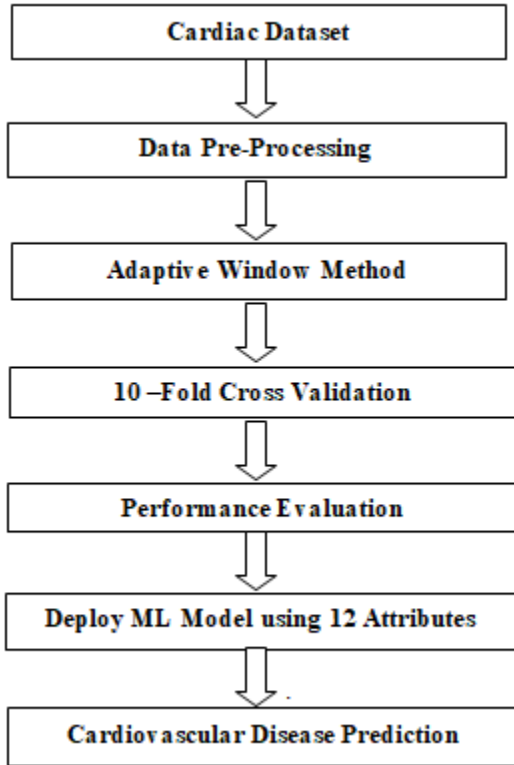 Cardiac Dataset
Data Pre-Processing
Adaptive Window Method
10 –Fold Cross Validation
Performance Evaluation
Deploy ML Model using 12 Attributes
Cardiovascular Disease Prediction